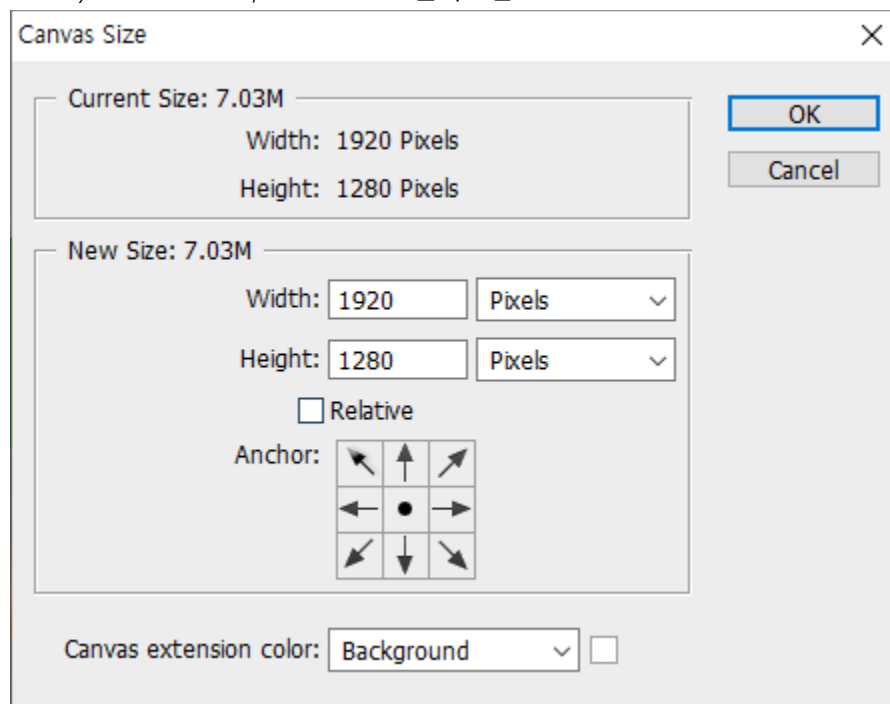 Canvas Size
Current Size: 7.03M
OK
Width: 1920 Pixels
Cancel
Height: 1280 Pixels
New Size: 7.03M
Width: 1920 Pixels
Height: 1280 Pixels
Relative
Anchor:
Canvas extension color: Background